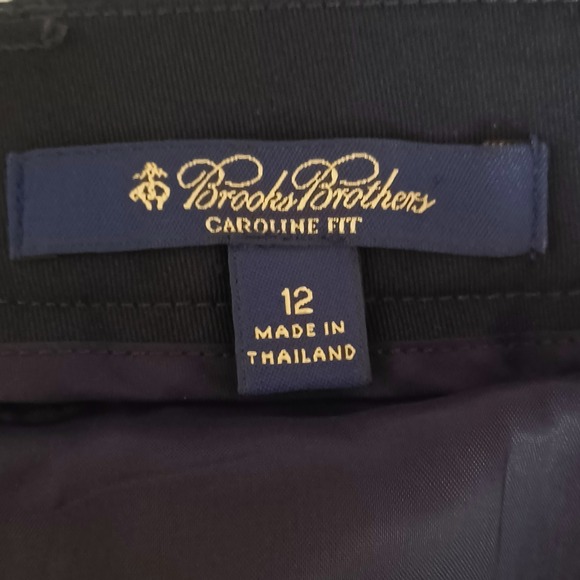 Brooks Brothers
CAROLINE FIT
12
MADE IN
THAILAND